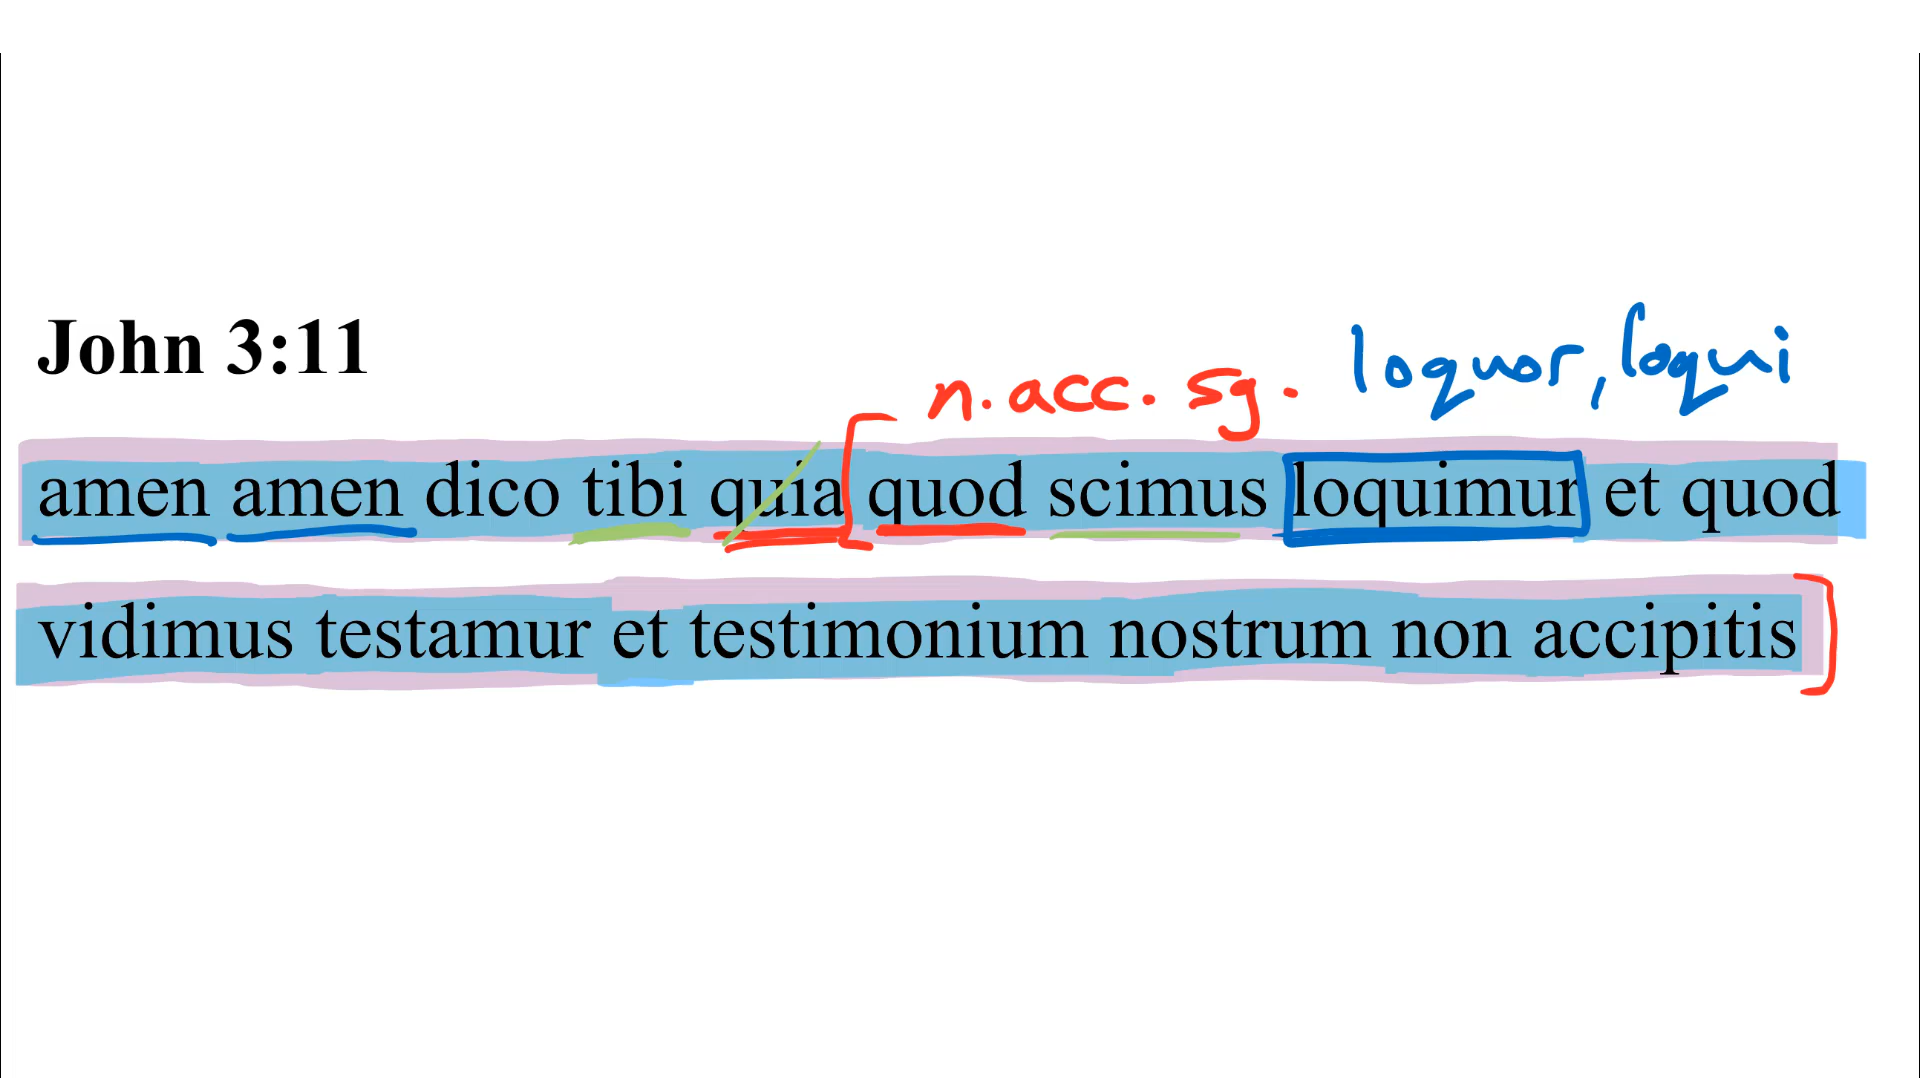 John 3:11
n. acc. sg. loquor, loqui
amen amen dico tibi quia quod scimus loquimur et quod
vidimus testamur et testimonium nostrum non accipitis